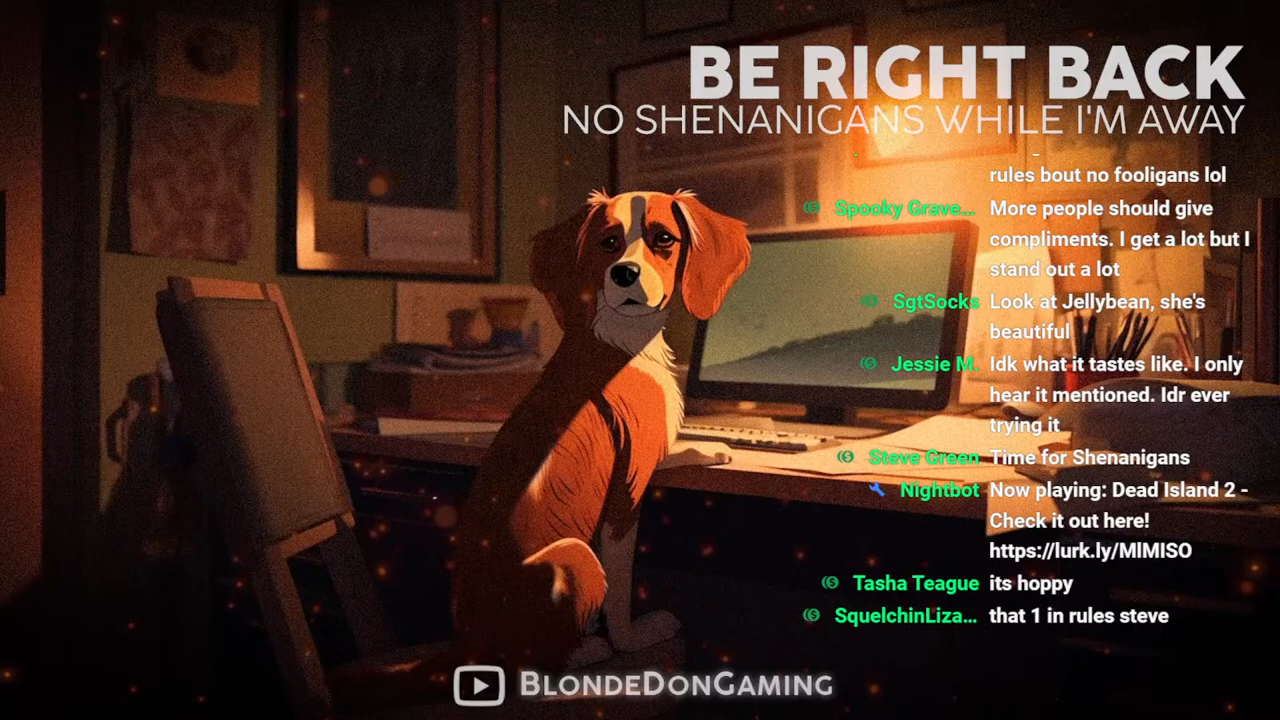 BE RIGHT BACK
NO SHENANIGANS WHILE I'M AWAY
rules bout no fooligans lol
Spooky Grave... More people should give
compliments. I get a lot but I
stand out a lot
SgtSocks Look at Jellybean, she's
beautiful
Jessie M. Idk what it tastes like. I only
hear it mentioned. Idr ever
trying it
Steve Green Time for Shenanigans
Nightbot Now playing: Dead Island 2 -
Check it out here!
https://lurk.ly/MlMISO
Tasha Teague its hoppy
SquelchinLiza... that 1 in rules steve
BLONDEDONGAMING